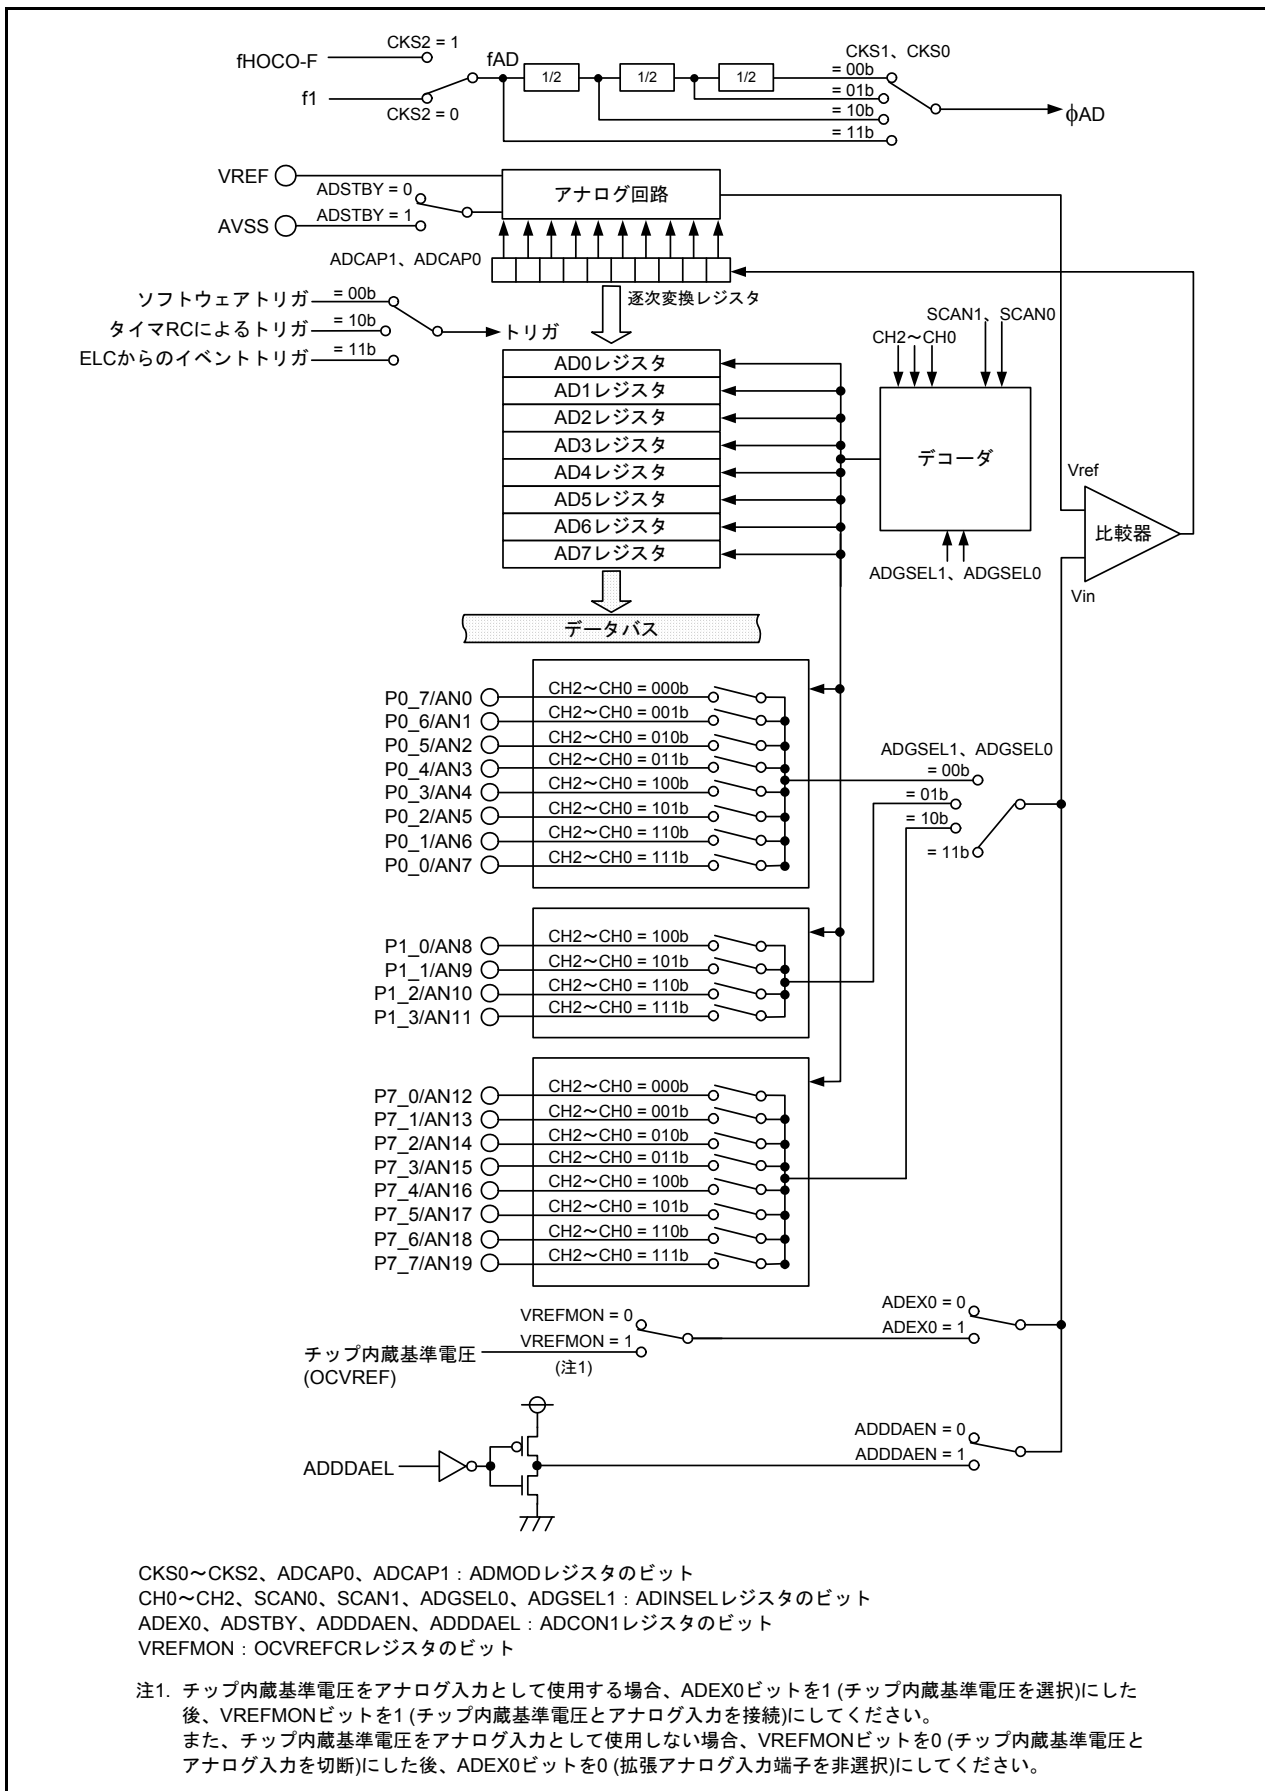 fHOCO-F
CKS2 = 1
f1
CKS2 = 0
fAD
1/2
1/2
1/2
CKS1、CKS0
= 00b
= 01b
= 10b
= 11b
ϕAD
VREF
AVSS
ADSTBY = 0
ADSTBY = 1
アナログ回路
ADCAP1、ADCAP0
逐次変換レジスタ
ソフトウェアトリガ
= 00b
タイマRCによるトリガ
= 10b
ELCからのイベントトリガ
= 11b
トリガ
AD0レジスタ
AD1レジスタ
AD2レジスタ
AD3レジスタ
AD4レジスタ
AD5レジスタ
AD6レジスタ
AD7レジスタ
データバス
SCAN1、SCAN0
CH2～CH0
デコーダ
ADGSEL1、ADGSEL0
Vref
比較器
Vin
P0_7/AN0
CH2～CH0 = 000b
P0_6/AN1
CH2～CH0 = 001b
P0_5/AN2
CH2～CH0 = 010b
P0_4/AN3
CH2～CH0 = 011b
P0_3/AN4
CH2～CH0 = 100b
P0_2/AN5
CH2～CH0 = 101b
P0_1/AN6
CH2～CH0 = 110b
P0_0/AN7
CH2～CH0 = 111b
ADGSEL1、ADGSEL0
= 00b
= 01b
= 10b
= 11b
P1_0/AN8
CH2～CH0 = 100b
P1_1/AN9
CH2～CH0 = 101b
P1_2/AN10
CH2～CH0 = 110b
P1_3/AN11
CH2～CH0 = 111b
P7_0/AN12
CH2～CH0 = 000b
P7_1/AN13
CH2～CH0 = 001b
P7_2/AN14
CH2～CH0 = 010b
P7_3/AN15
CH2～CH0 = 011b
P7_4/AN16
CH2～CH0 = 100b
P7_5/AN17
CH2～CH0 = 101b
P7_6/AN18
CH2～CH0 = 110b
P7_7/AN19
CH2～CH0 = 111b
VREFMON = 0
VREFMON = 1
(注1)
チップ内蔵基準電圧
(OCVREF)
ADEX0 = 0
ADEX0 = 1
ADDDAEL
ADDDAEN = 0
ADDDAEN = 1
CKS0～CKS2、ADCAP0、ADCAP1：ADMODレジスタのビット
CH0～CH2、SCAN0、SCAN1、ADGSEL0、ADGSEL1：ADINSELレジスタのビット
ADEX0、ADSTBY、ADDDAEN、ADDDAEL：ADCON1レジスタのビット
VREFMON：OCVREFCRレジスタのビット
注1. チップ内蔵基準電圧をアナログ入力として使用する場合、ADEX0ビットを1 (チップ内蔵基準電圧を選択)にした
後、VREFMONビットを1 (チップ内蔵基準電圧とアナログ入力を接続)にしてください。
また、チップ内蔵基準電圧をアナログ入力として使用しない場合、VREFMONビットを0 (チップ内蔵基準電圧と
アナログ入力を切断)にした後、ADEX0ビットを0 (拡張アナログ入力端子を非選択)にしてください。